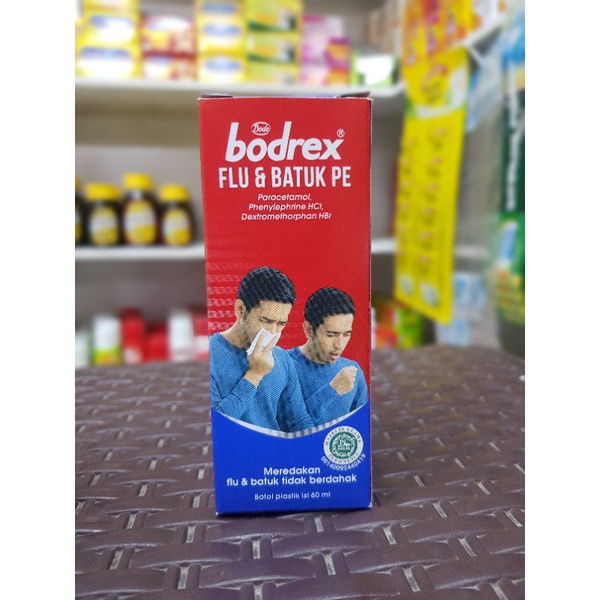 Bode
bodrex®
FLU & BATUK PE
Paracetamol,
Phenylephrine HCl,
Dextromethorphan HBr
Meredakan
flu & batuk tidak berdahak
Botol plastik isi 60 ml